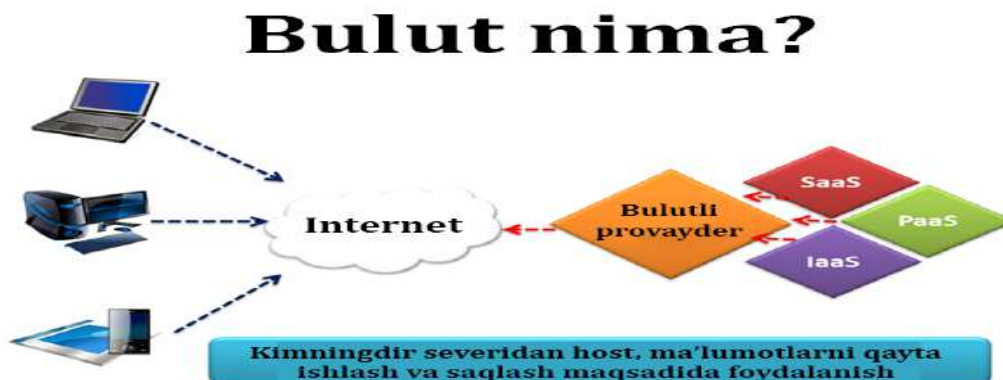 Bulut nima?
Internet
Bulutli
provayder
SaaS
PaaS
IaaS
Kimningdir severidan host, ma'lumotlarni qayta
ishlash va saqlash maqsadida foydalanish